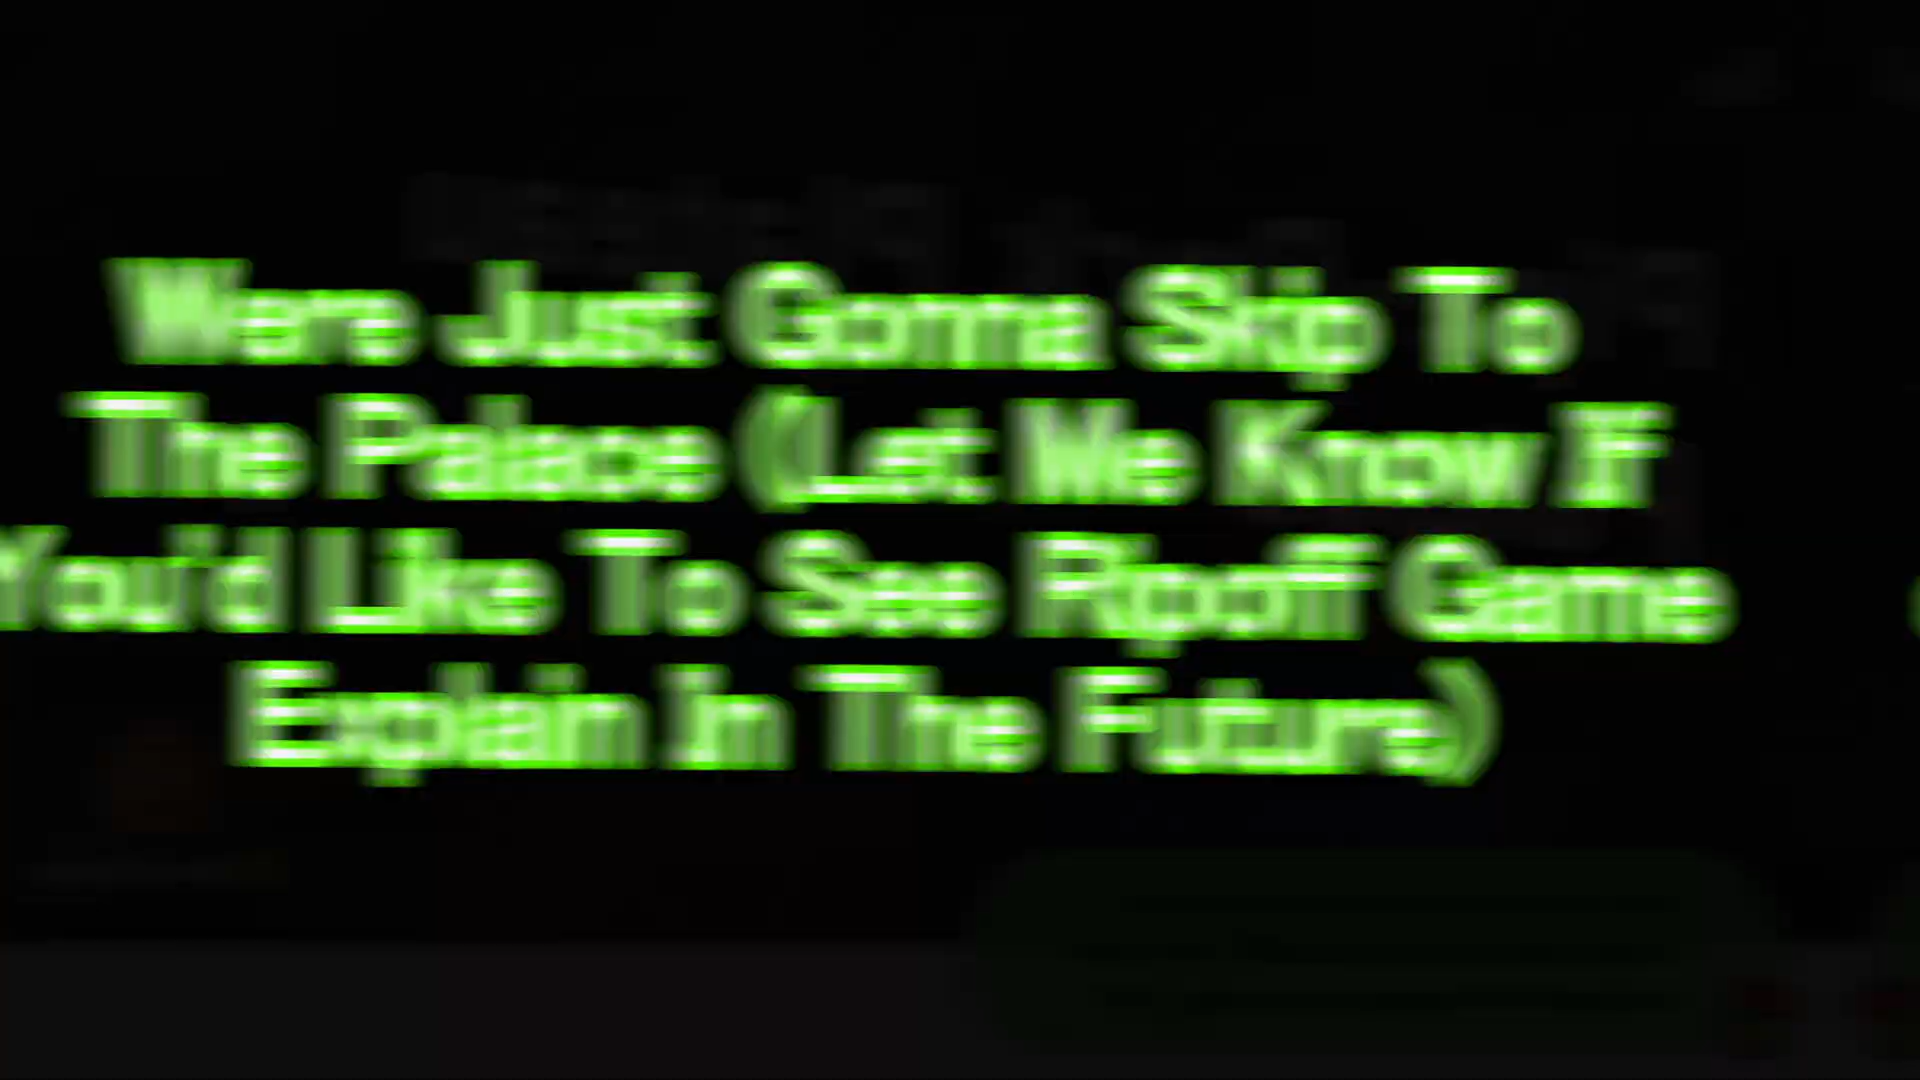 Were Just Gonna Skip To
The Palace (Let We Know If
You'd Like To See Ripoff Game
Explain In The Future)